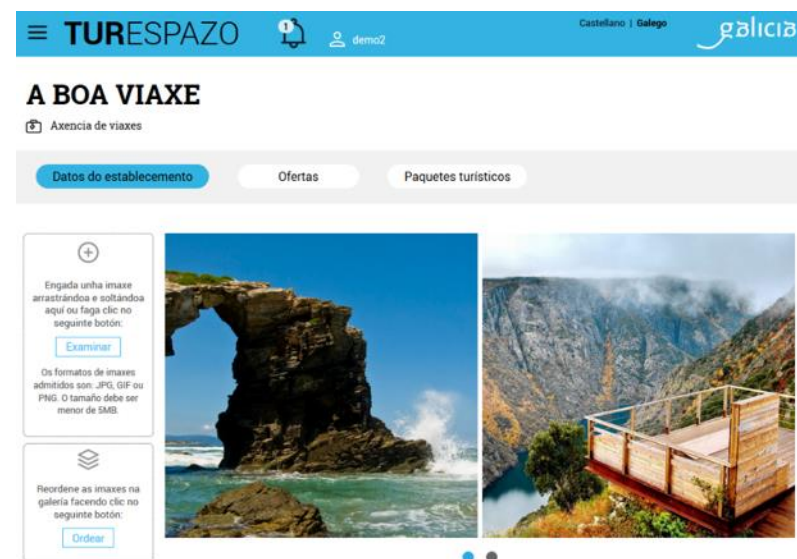 TURESPAZO
1
demo2
Castellano | Galego
galicia
A BOA VIAXE
Axencia de viaxes
Datos do establecemento
Ofertas
Paquetes turísticos
Engada unha imaxe
arrastrándoa e soltándoa
aquí ou faga clic no
seguinte botón:
Examinar
Os formatos de imaxes
admitidos son: JPG, GIF ou
PNG. O tamaño debe ser
menor de 5MB.
Reordene as imaxes na
galería facendo clic no
seguinte botón:
Ordear